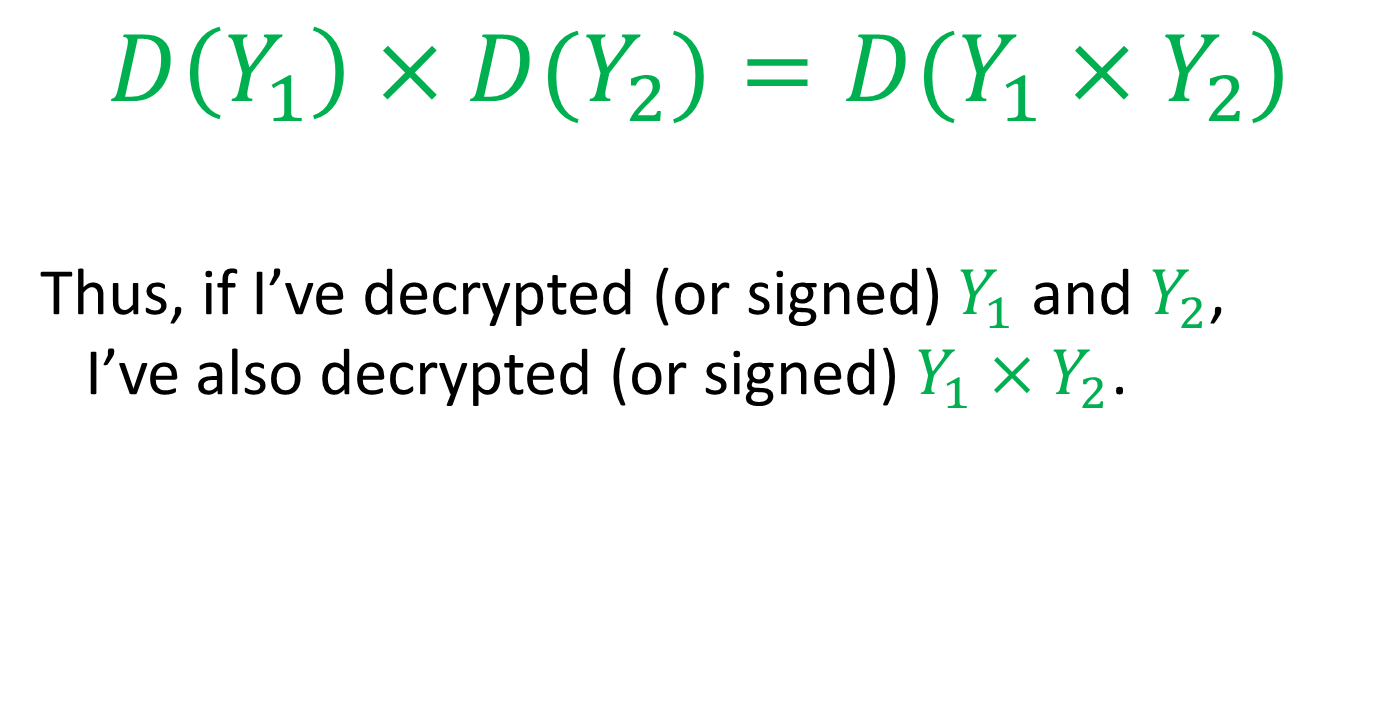 D(Y₁) × D(Y₂) = D(Y₁ × Y₂)
Thus, if I’ve decrypted (or signed) Y₁ and Y₂,
I’ve also decrypted (or signed) Y₁ × Y₂.